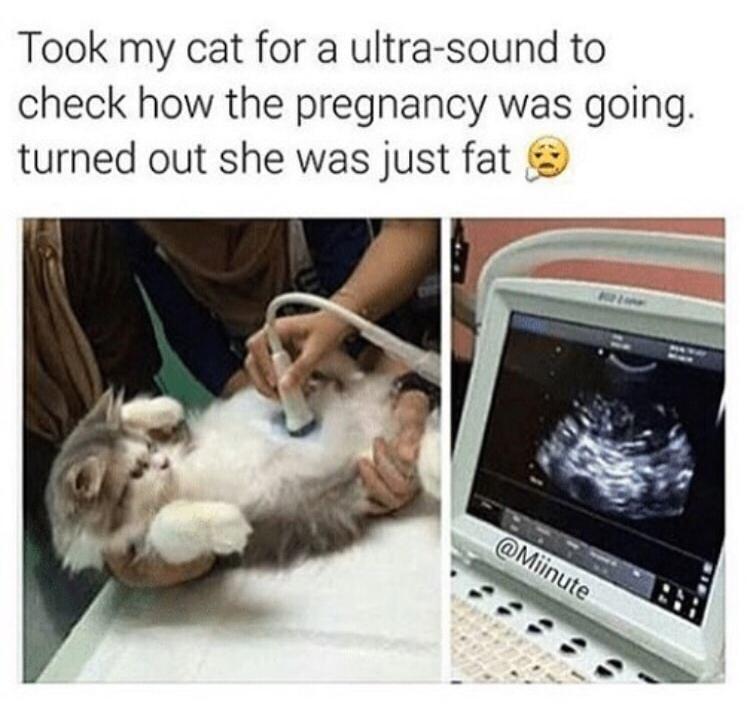 Took my cat for a ultra-sound to
check how the pregnancy was going.
turned out she was just fat 😮‍💨
@Miinute